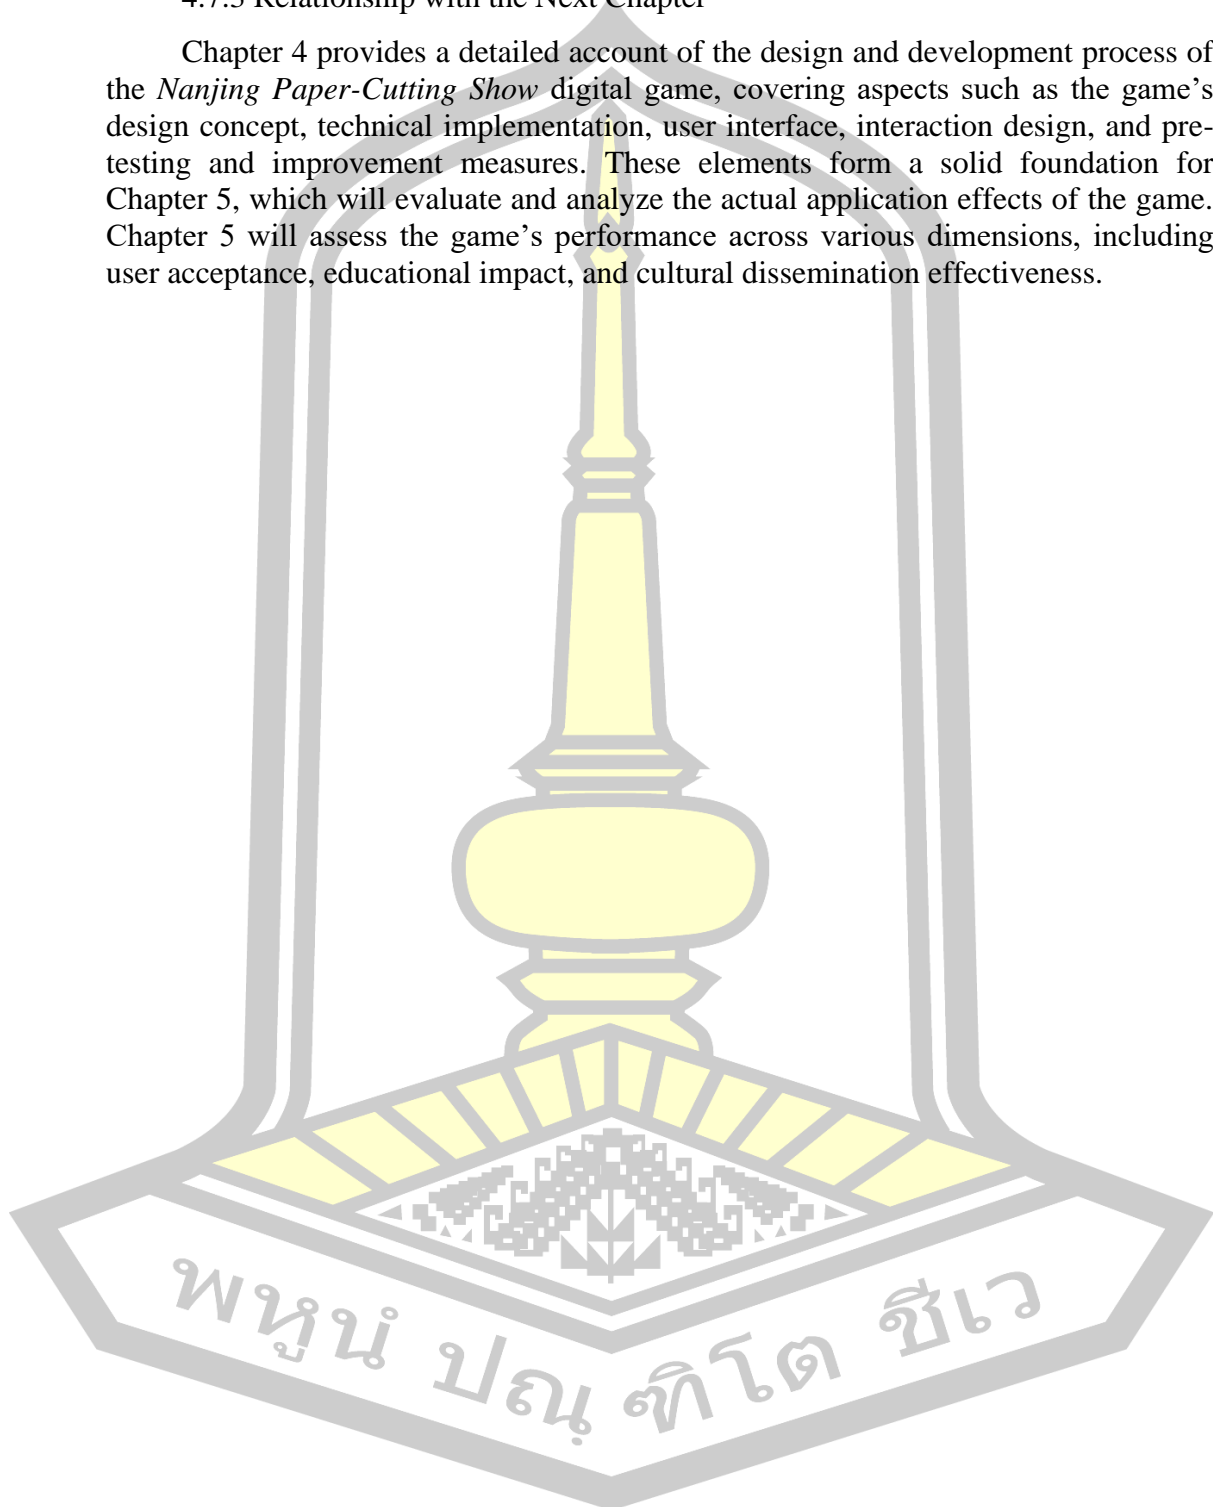 4.7.3 Relationship with the Next Chapter
Chapter 4 provides a detailed account of the design and development process of
the Nanjing Paper-Cutting Show digital game, covering aspects such as the game’s
design concept, technical implementation, user interface, interaction design, and pre-
testing and improvement measures. These elements form a solid foundation for
Chapter 5, which will evaluate and analyze the actual application effects of the game.
Chapter 5 will assess the game’s performance across various dimensions, including
user acceptance, educational impact, and cultural dissemination effectiveness.
พหูนํ ปณฺฑิโต ชีเว